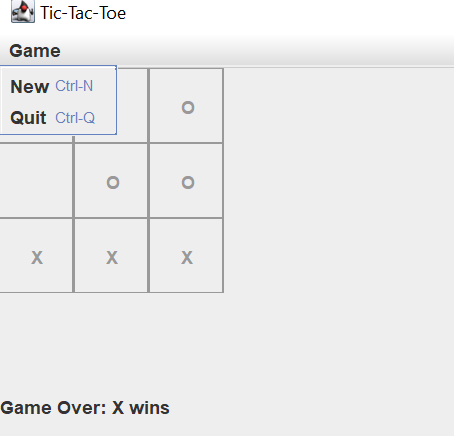 Tic-Tac-Toe
Game
New Ctrl-N
Quit Ctrl-Q
O
O O
X X X
Game Over: X wins